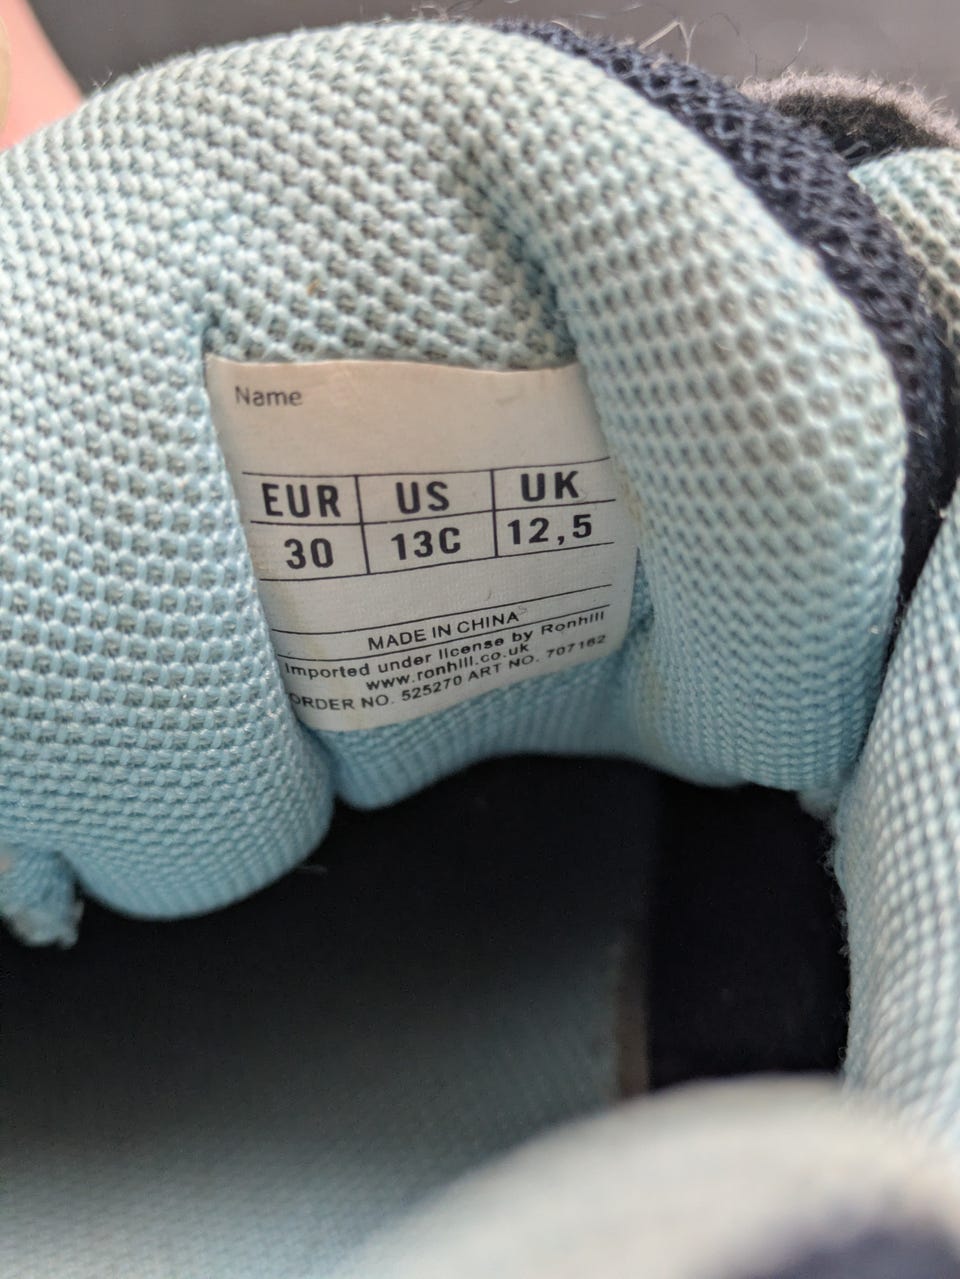 Name
EUR US UK
30 13C 12,5
MADE IN CHINA
Imported under license by Ronhill
www.ronhill.co.uk
ORDER NO. 525270 ART NO. 707162